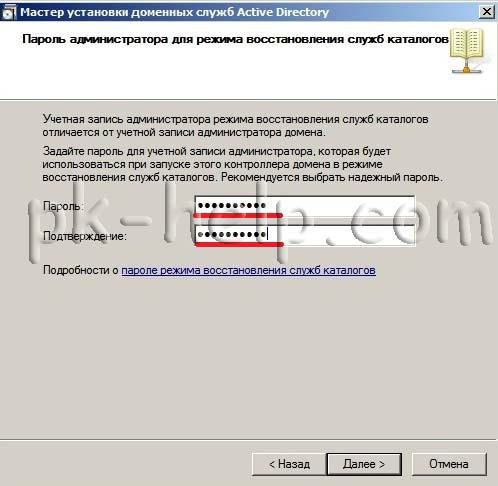 Мастер установки доменных служб Active Directory
Пароль администратора для режима восстановления служб каталогов
Учетная запись администратора режима восстановления служб каталогов
отличается от учетной записи администратора домена.
Задайте пароль для учетной записи администратора, которая будет
использоваться при запуске этого контроллера домена в режиме
восстановления служб каталогов. Рекомендуется выбрать надежный пароль.
Пароль:
pk-help.com
Подтверждение:
Подробности о пароле режима восстановления служб каталогов
< Назад Далее > Отмена